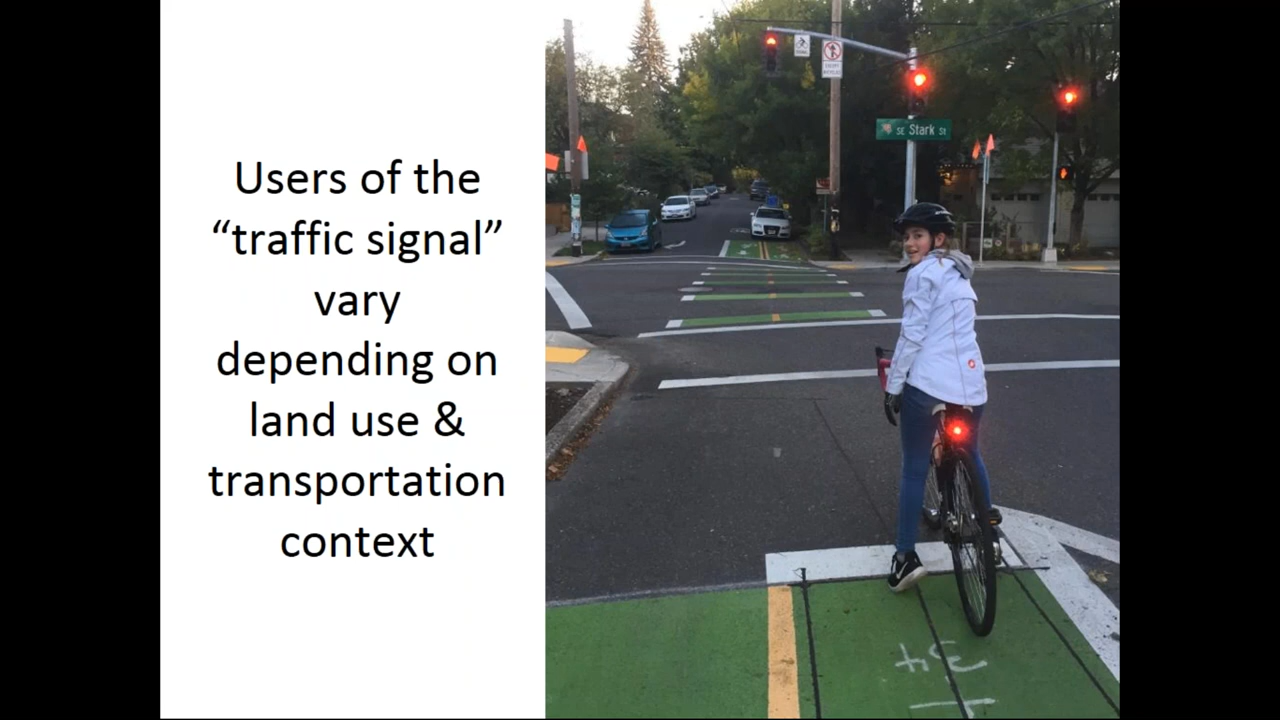 Users of the
“traffic signal”
vary
depending on
land use &
transportation
context
SE Stark ST